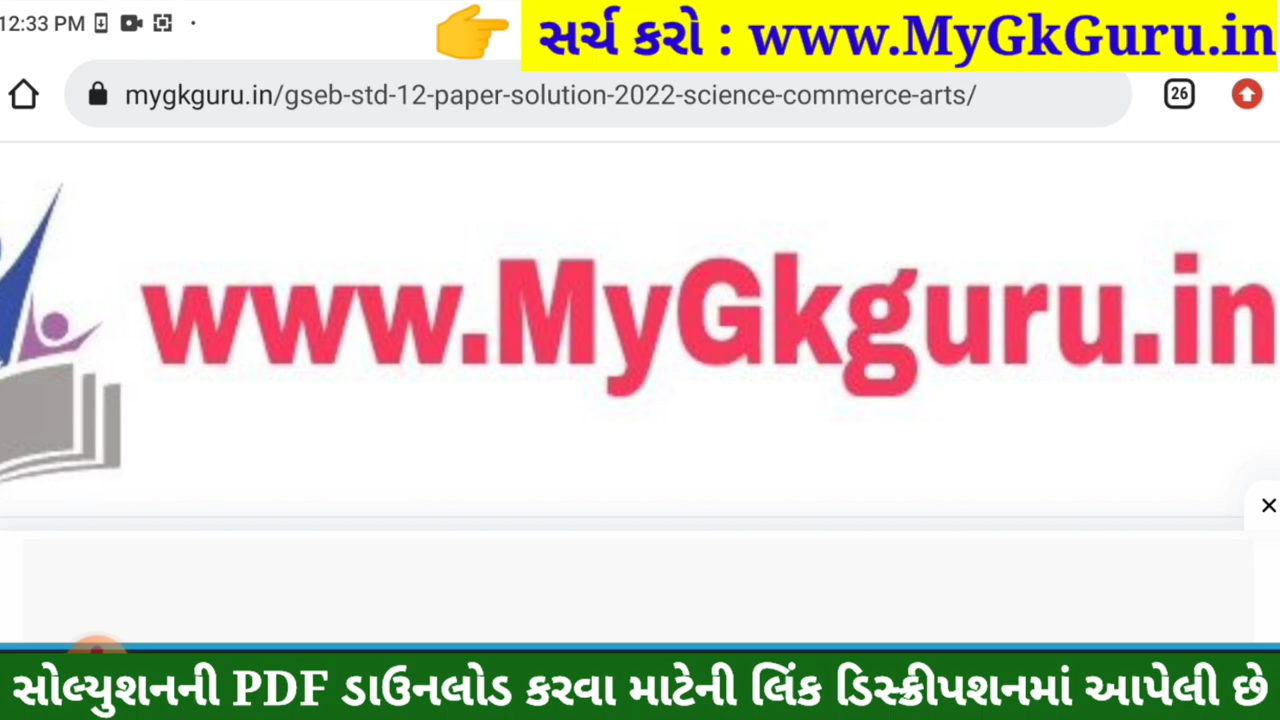 12:33 PM
સર્ચ કરો : www.MyGkGuru.in
mygkguru.in/gseb-std-12-paper-solution-2022-science-commerce-arts/
26
www.MyGkguru.in
સોલ્યુશનની PDF ડાઉનલોડ કરવા માટેની લિંક ડિસ્ક્રીપશનમાં આપેલી છે